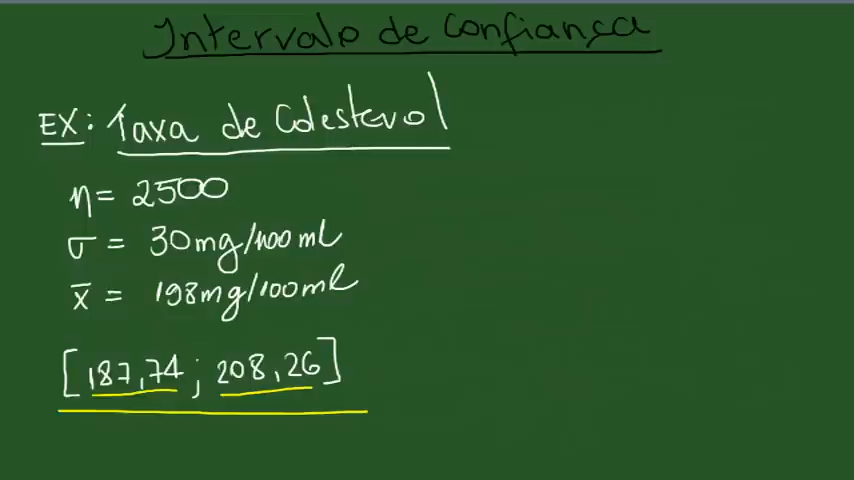 Intervalo de Confiança
EX: Taxa de Colesterol
n = 2500
σ = 30mg/100ml
x̄ = 198mg/100ml
[187,74 ; 208,26]